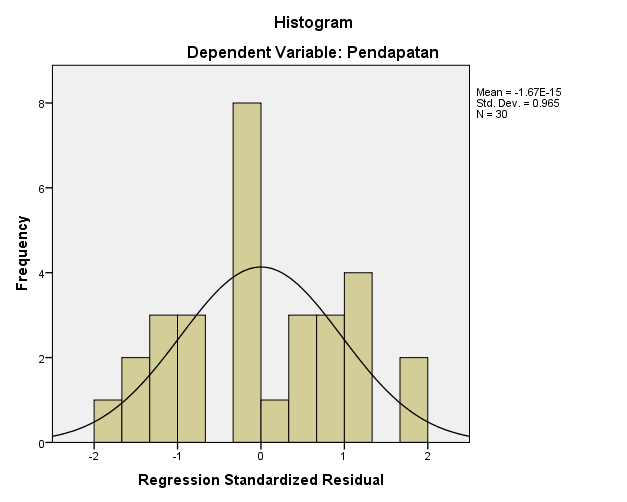 Histogram
Dependent Variable: Pendapatan
Mean = -1.67E-15
Std. Dev. = 0.965
N = 30
Frequency
8
6
4
2
0
-2 -1 0 1 2
Regression Standardized Residual